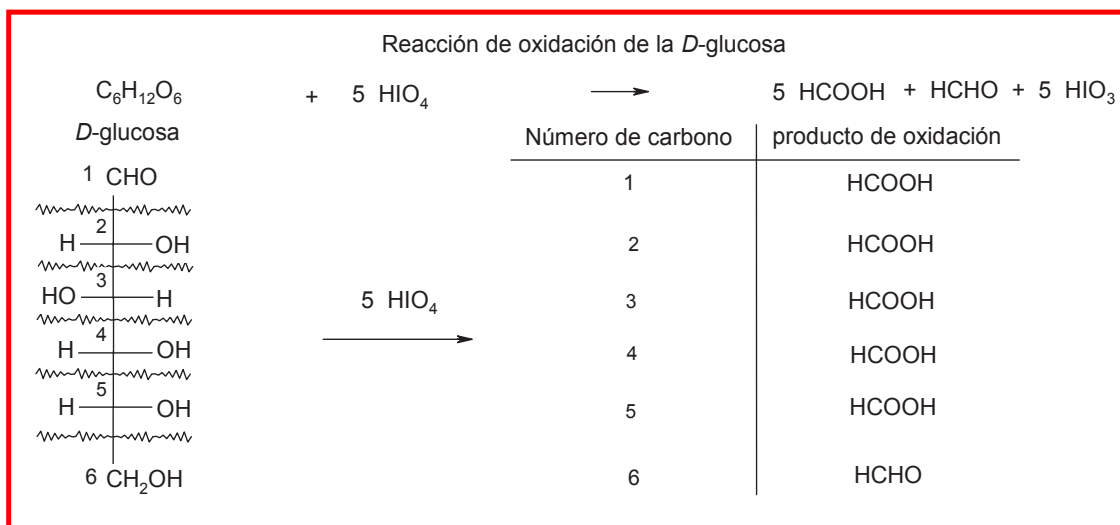 Reacción de oxidación de la D-glucosa
C₆H₁₂O₆ + 5 HIO₄ 5 HCOOH + HCHO + 5 HIO₃
D-glucosa
Número de carbono producto de oxidación
1 CHO 1 HCOOH
2
H OH 2 HCOOH
3
HO H 3 HCOOH
5 HIO₄
4
H OH 4 HCOOH
5
H OH 5 HCOOH
6 CH₂OH 6 HCHO